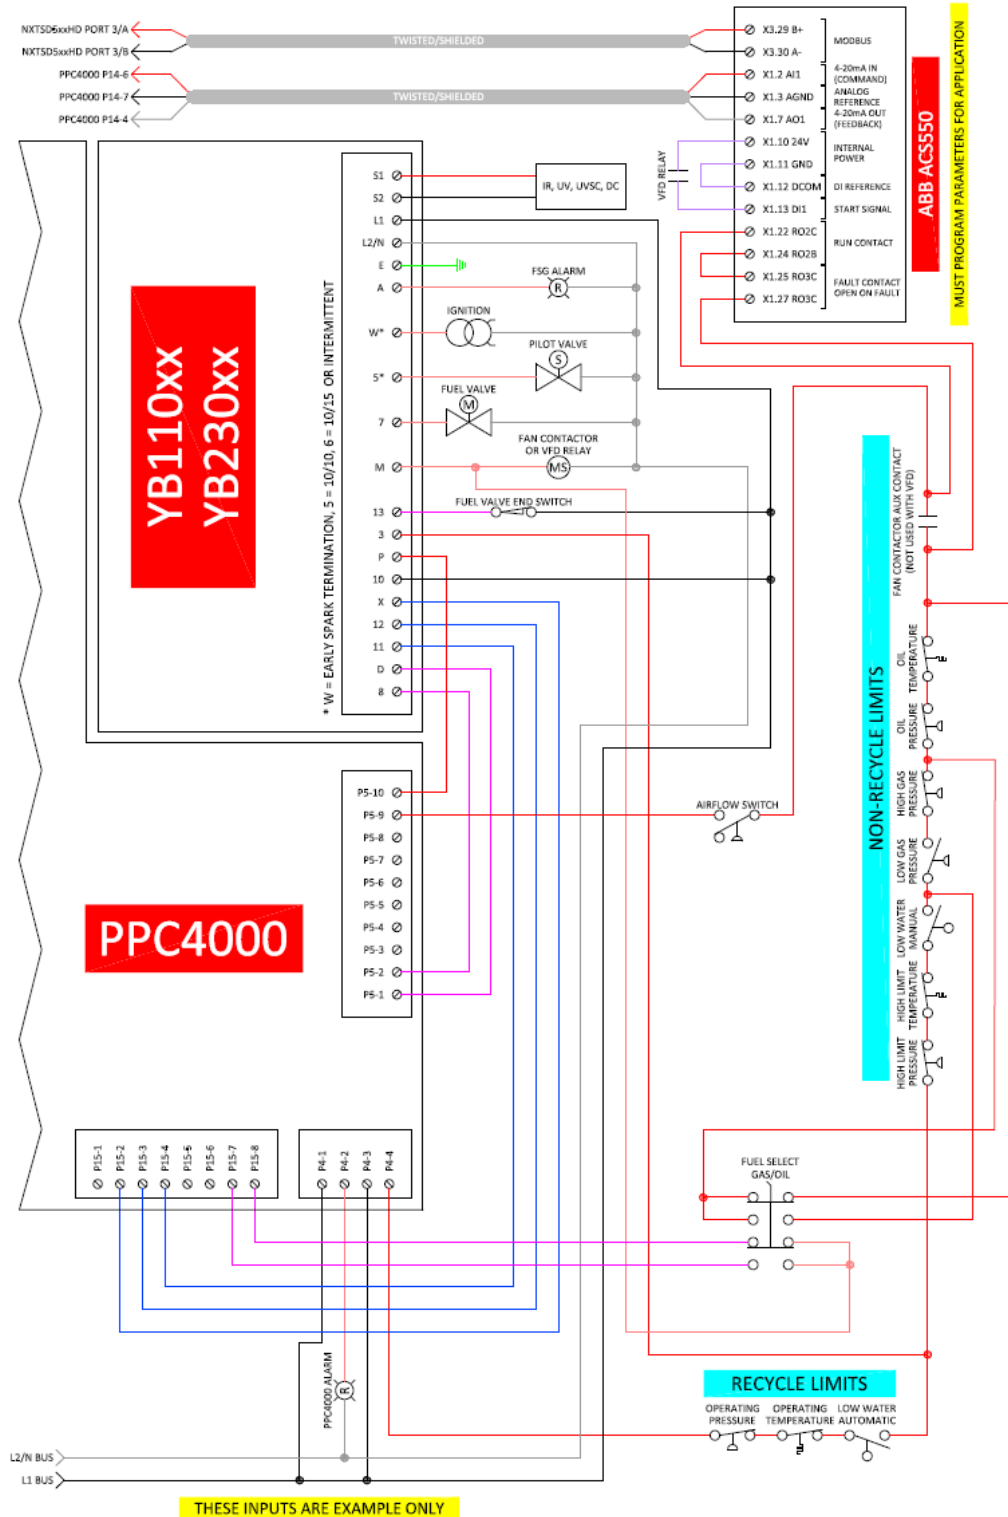 NXTSD5xxHD PORT 3/A
NXTSD5xxHD PORT 3/B
PPC4000 P14-6
PPC4000 P14-7
PPC4000 P14-4
TWISTED/SHIELDED
TWISTED/SHIELDED
X3.29 B+
X3.30 A-
MODBUS
X1.2 AI1
4-20mA IN
(COMMAND)
X1.3 AGND
ANALOG
REFERENCE
X1.7 AO1
4-20mA OUT
(FEEDBACK)
X1.10 24V
X1.11 GND
INTERNAL
POWER
X1.12 DCOM
DI REFERENCE
X1.13 DI1
START SIGNAL
X1.22 RO2C
X1.24 RO2B
RUN CONTACT
X1.25 RO3C
X1.27 RO3C
FAULT CONTACT
OPEN ON FAULT
ABB ACS550
MUST PROGRAM PARAMETERS FOR APPLICATION
VFD RELAY
S1
S2
L1
L2/N
E
A
W*
5*
7
M
13
3
P
10
X
12
11
D
8
IR, UV, UVSC, DC
FSG ALARM
R
IGNITION
PILOT VALVE
S
FUEL VALVE
M
FAN CONTACTOR
OR VFD RELAY
MS
FUEL VALVE END SWITCH
YB110xx
YB230xx
* W = EARLY SPARK TERMINATION, 5 = 10/10, 6 = 10/15 OR INTERMITTENT
PPC4000
P5-10
P5-9
P5-8
P5-7
P5-6
P5-5
P5-4
P5-3
P5-2
P5-1
AIRFLOW SWITCH
NON-RECYCLE LIMITS
FAN CONTACTOR AUX CONTACT
(NOT USED WITH VFD)
OIL
TEMPERATURE
OIL
PRESSURE
HIGH GAS
PRESSURE
LOW GAS
PRESSURE
LOW WATER
MANUAL
HIGH LIMIT
TEMPERATURE
HIGH LIMIT
PRESSURE
P15-1
P15-2
P15-3
P15-4
P15-5
P15-6
P15-7
P15-8
P4-1
P4-2
P4-3
P4-4
FUEL SELECT
GAS/OIL
PPC4000 ALARM
R
RECYCLE LIMITS
OPERATING
PRESSURE
OPERATING
TEMPERATURE
LOW WATER
AUTOMATIC
L2/N BUS
L1 BUS
THESE INPUTS ARE EXAMPLE ONLY